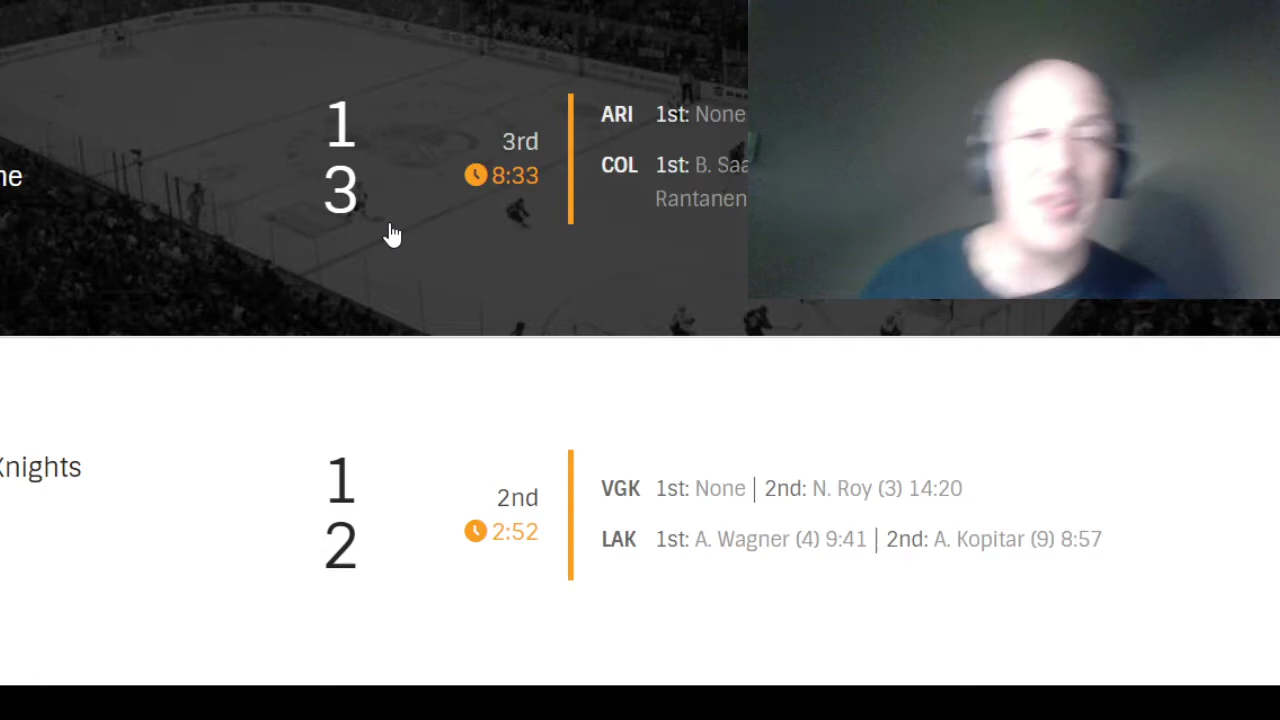 ne
1
3
3rd
8:33
ARI 1st: None
COL 1st: B. Saa
Rantanen
Knights
1
2
2nd
2:52
VGK 1st: None | 2nd: N. Roy (3) 14:20
LAK 1st: A. Wagner (4) 9:41 | 2nd: A. Kopitar (9) 8:57